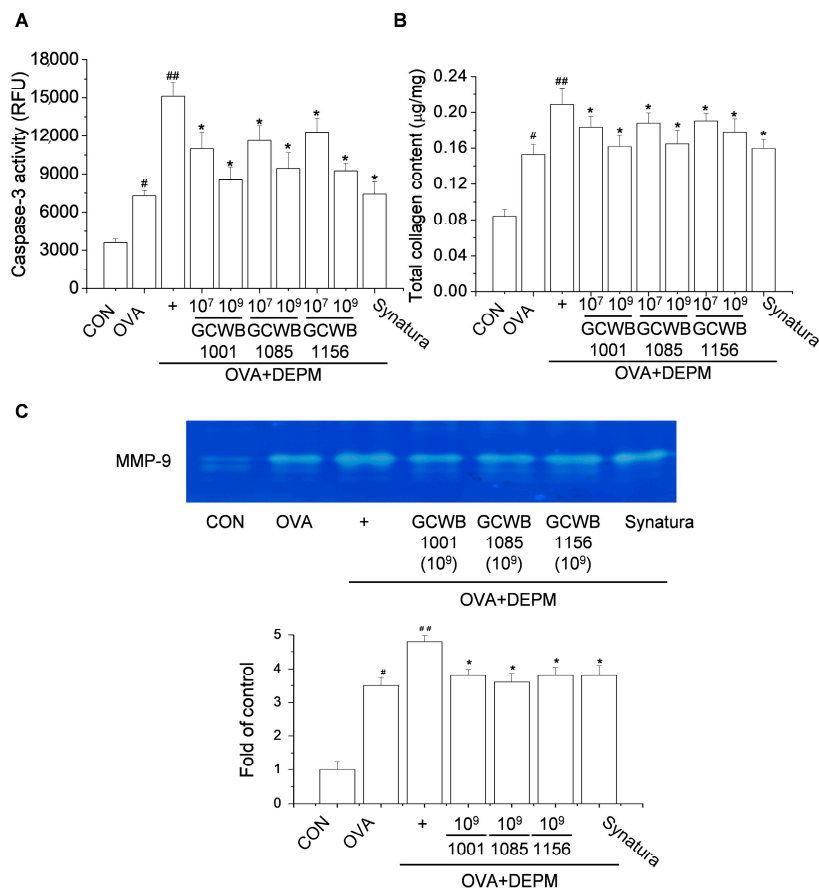 A
Caspase-3 activity (RFU)
18000
15000
12000
9000
6000
3000
0
##
#
*
*
*
*
*
*
*
CON
OVA
+
10⁷ 10⁹ 10⁷ 10⁹ 10⁷ 10⁹
Synatura
GCWB GCWB GCWB
1001 1085 1156
OVA+DEPM
B
Total collagen content (μg/mg)
0.24
0.20
0.16
0.12
0.08
0.04
0.00
##
#
*
*
*
*
*
*
*
CON
OVA
+
10⁷ 10⁹ 10⁷ 10⁹ 10⁷ 10⁹
Synatura
GCWB GCWB GCWB
1001 1085 1156
OVA+DEPM
C
MMP-9
CON OVA + GCWB GCWB GCWB Synatura
1001 1085 1156
(10⁹) (10⁹) (10⁹)
OVA+DEPM
Fold of control
5
4
3
2
1
0
##
#
*
*
*
*
CON
OVA
+
10⁹ 10⁹ 10⁹
Synatura
1001 1085 1156
OVA+DEPM